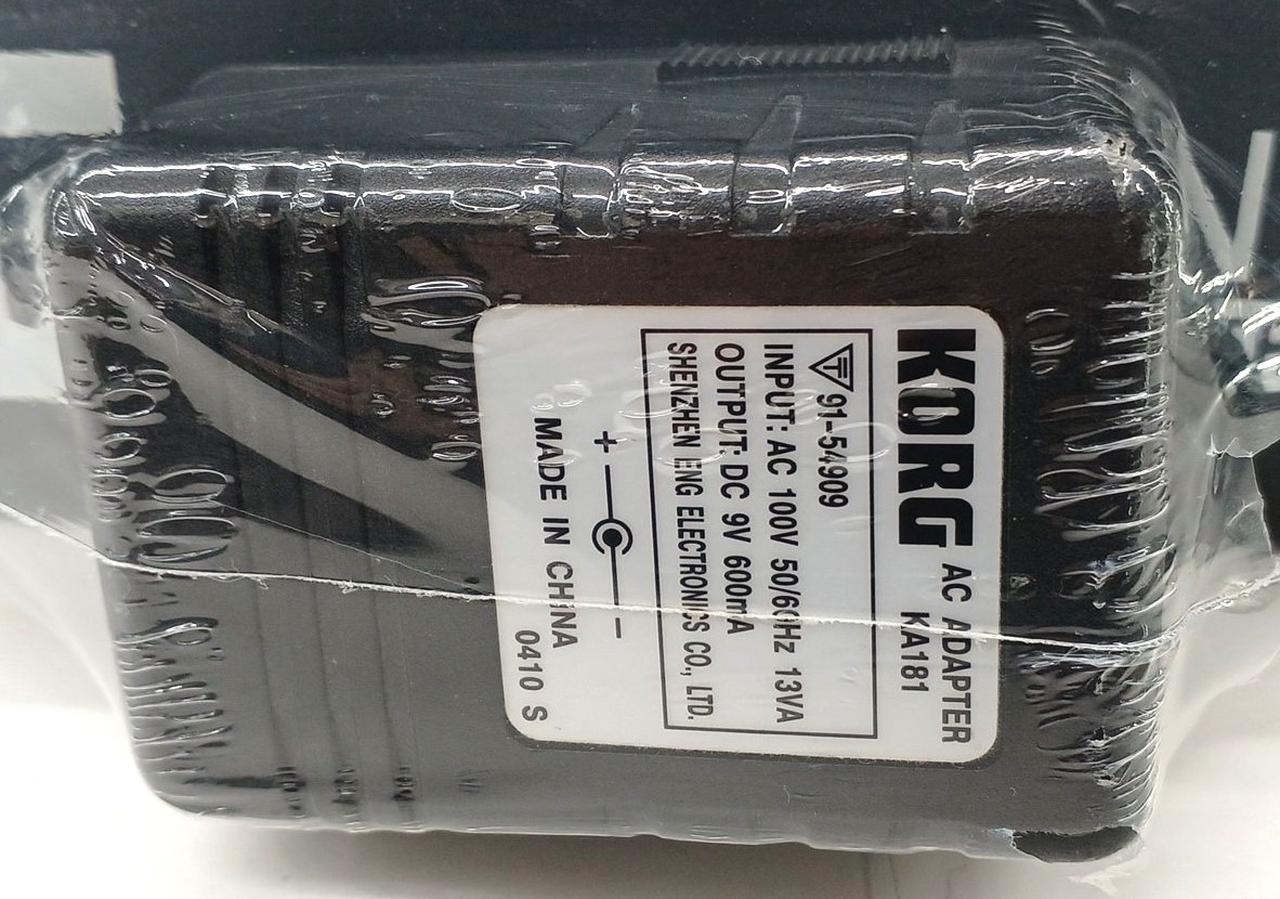 KORG AC ADAPTER
KA181
91-54909
INPUT: AC 100V 50/60Hz 13VA
OUTPUT: DC 9V 600mA
SHENZHEN ENG ELECTRONICS CO., LTD.
+ −
MADE IN CHINA
0410 S